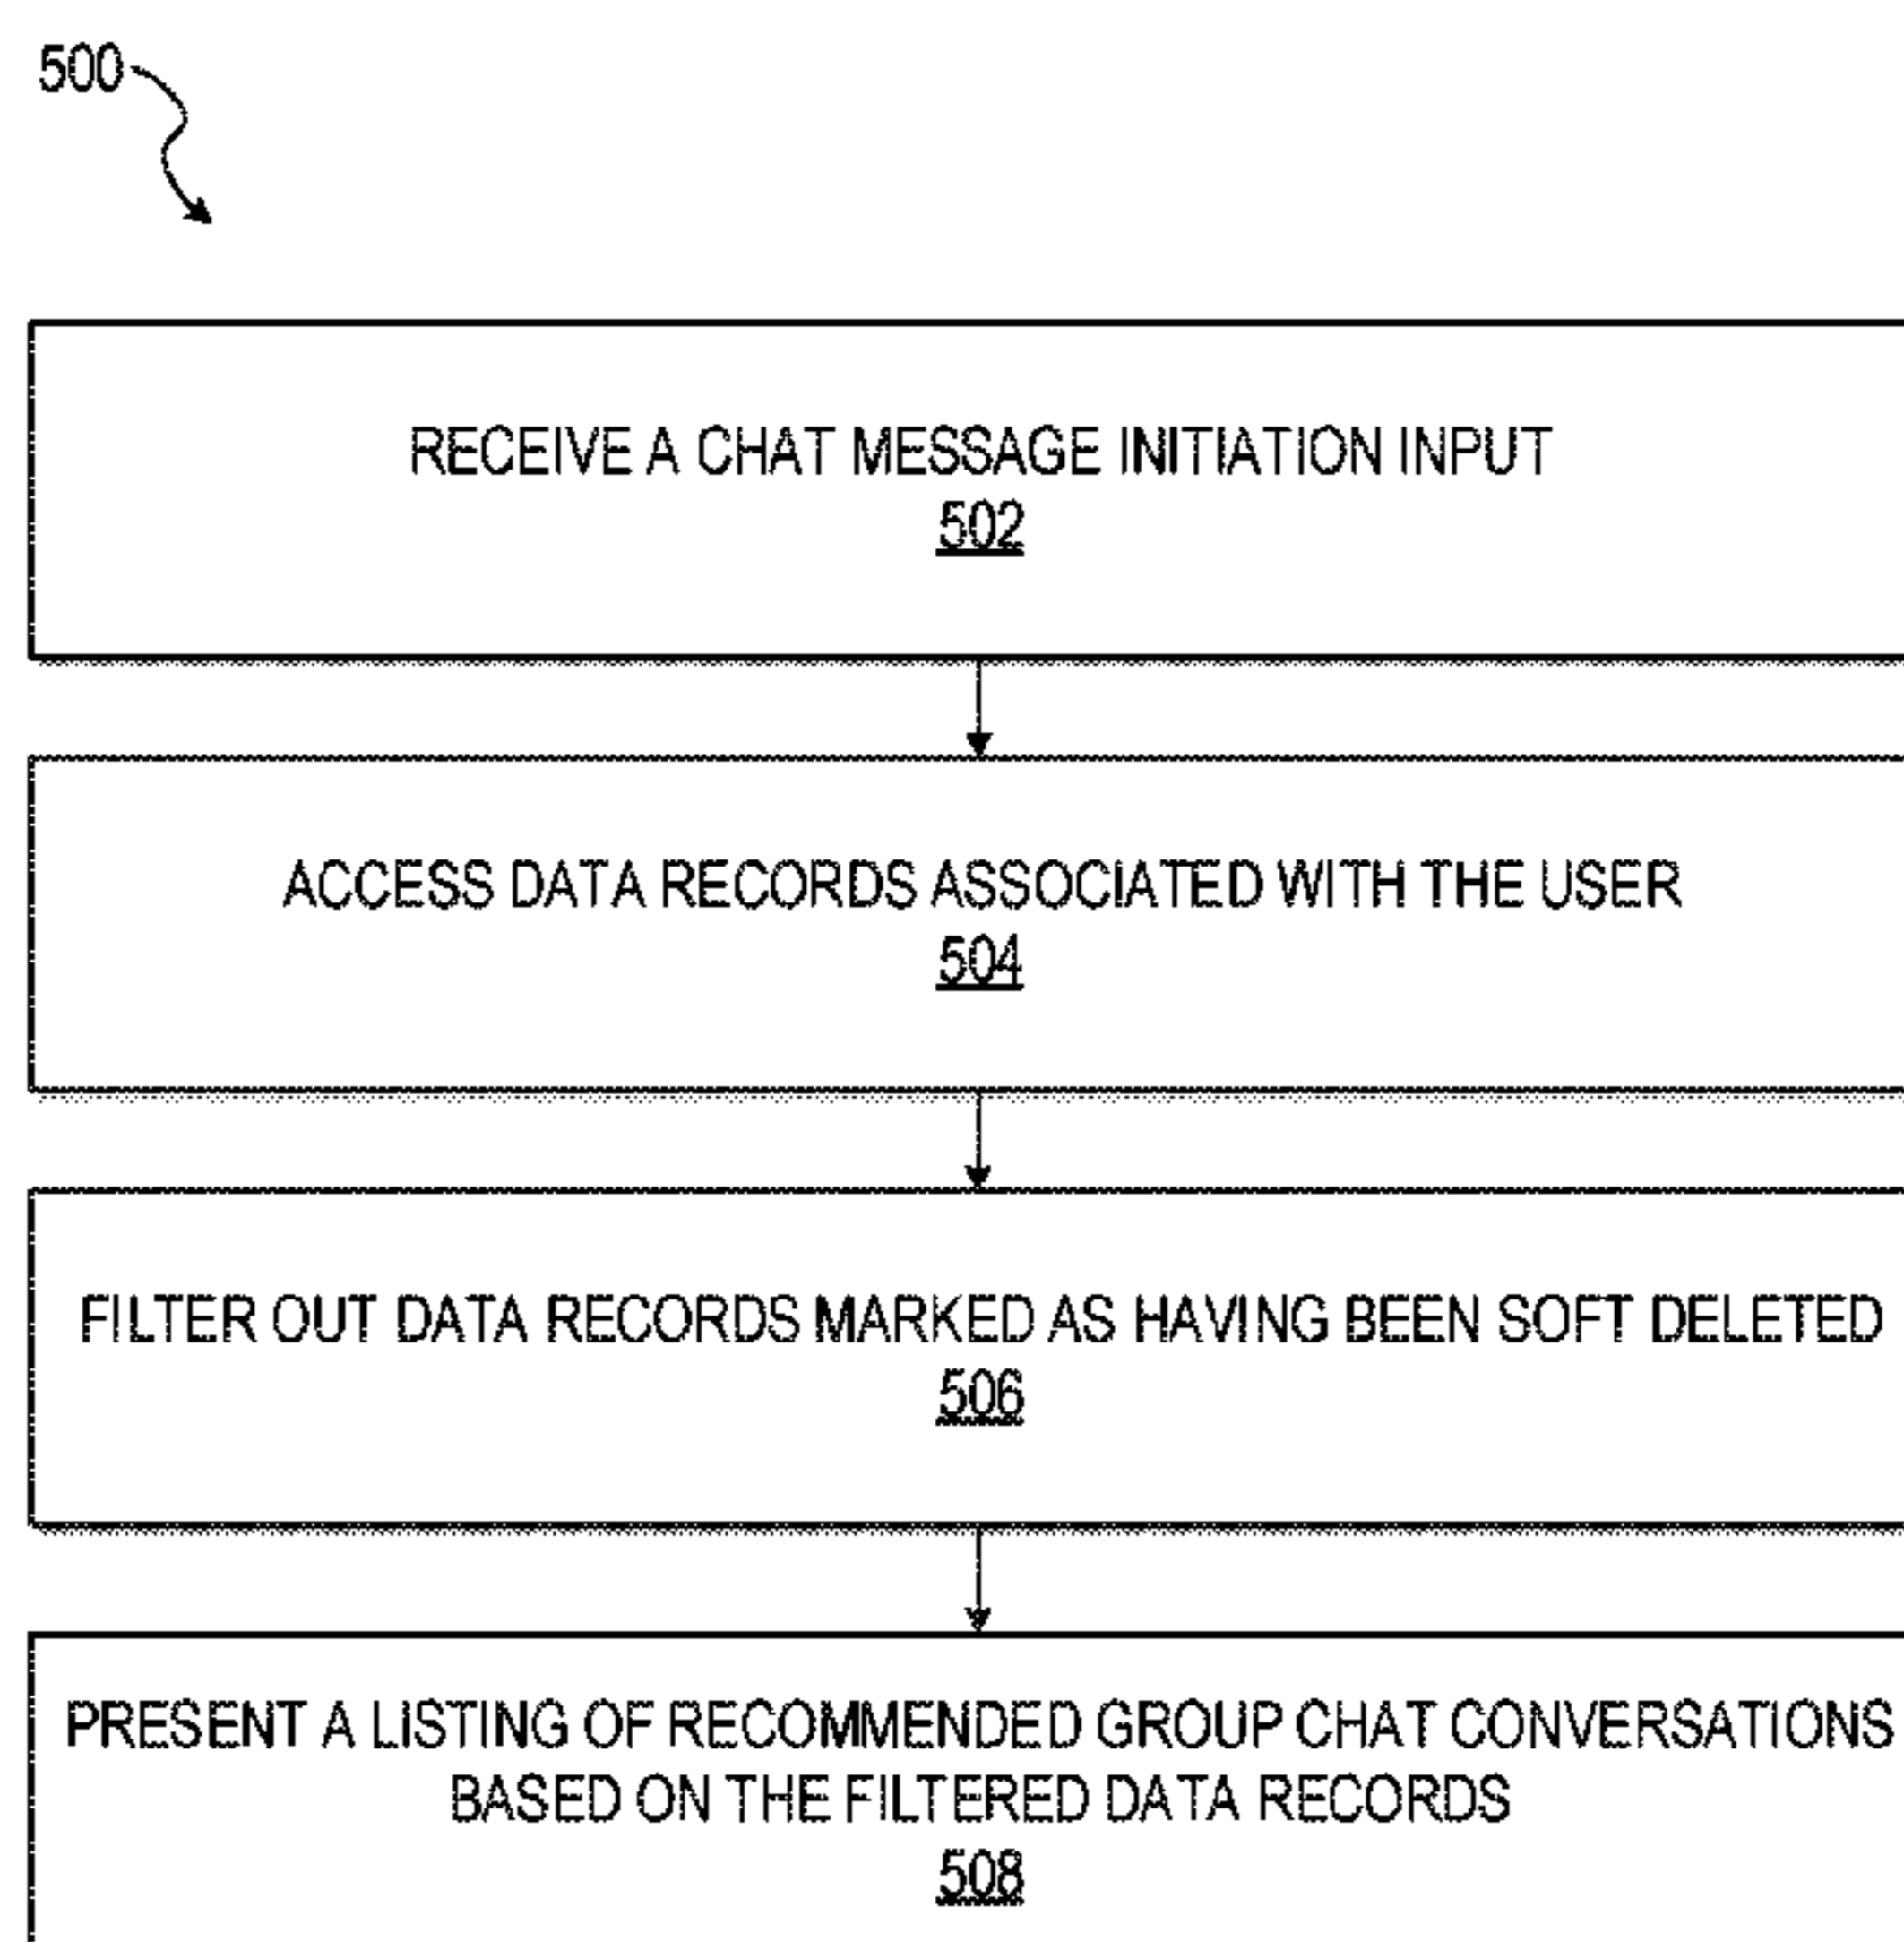 500
RECEIVE A CHAT MESSAGE INITIATION INPUT
502
ACCESS DATA RECORDS ASSOCIATED WITH THE USER
504
FILTER OUT DATA RECORDS MARKED AS HAVING BEEN SOFT DELETED
506
PRESENT A LISTING OF RECOMMENDED GROUP CHAT CONVERSATIONS
BASED ON THE FILTERED DATA RECORDS
508